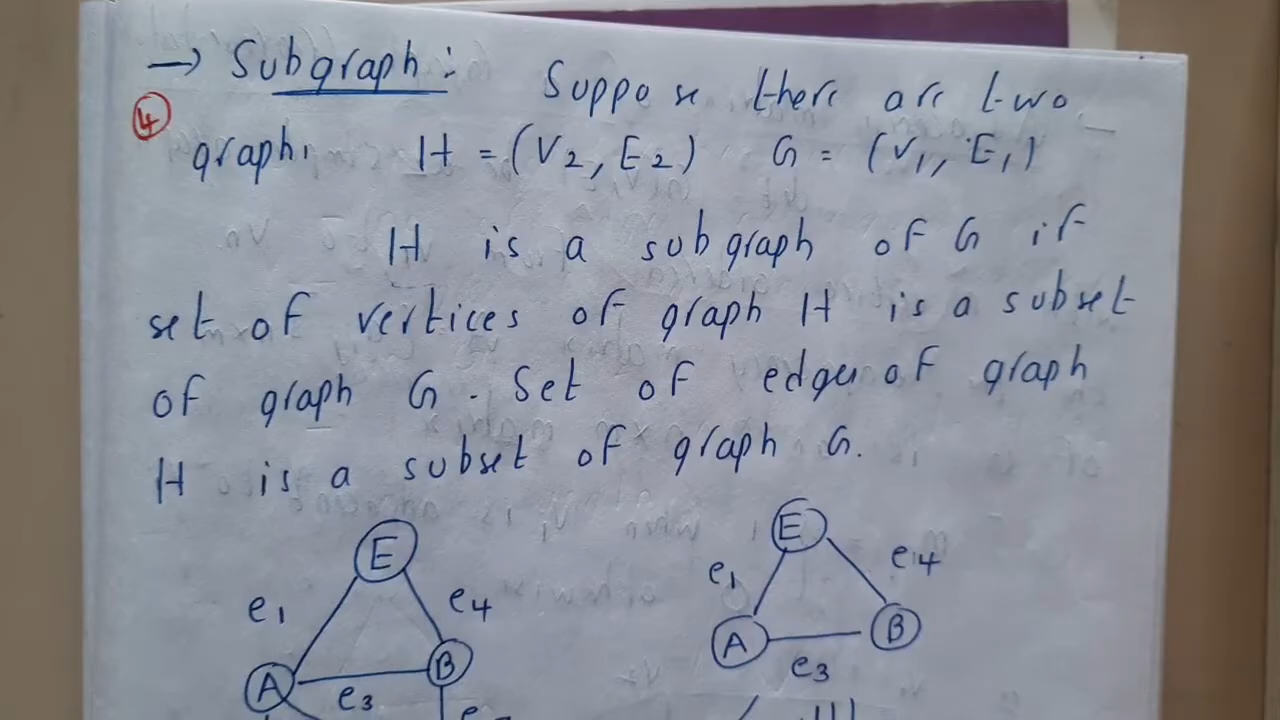 → Subgraph : Suppose there are two
4
graphs H = (V2, E2) G = (V1, E1)
H is a subgraph of G if
set of vertices of graph H is a subset
of graph G . Set of edges of graph
H is a subset of graph G.
E E
e1 e4 e1 e4
A B A B
e3 e3